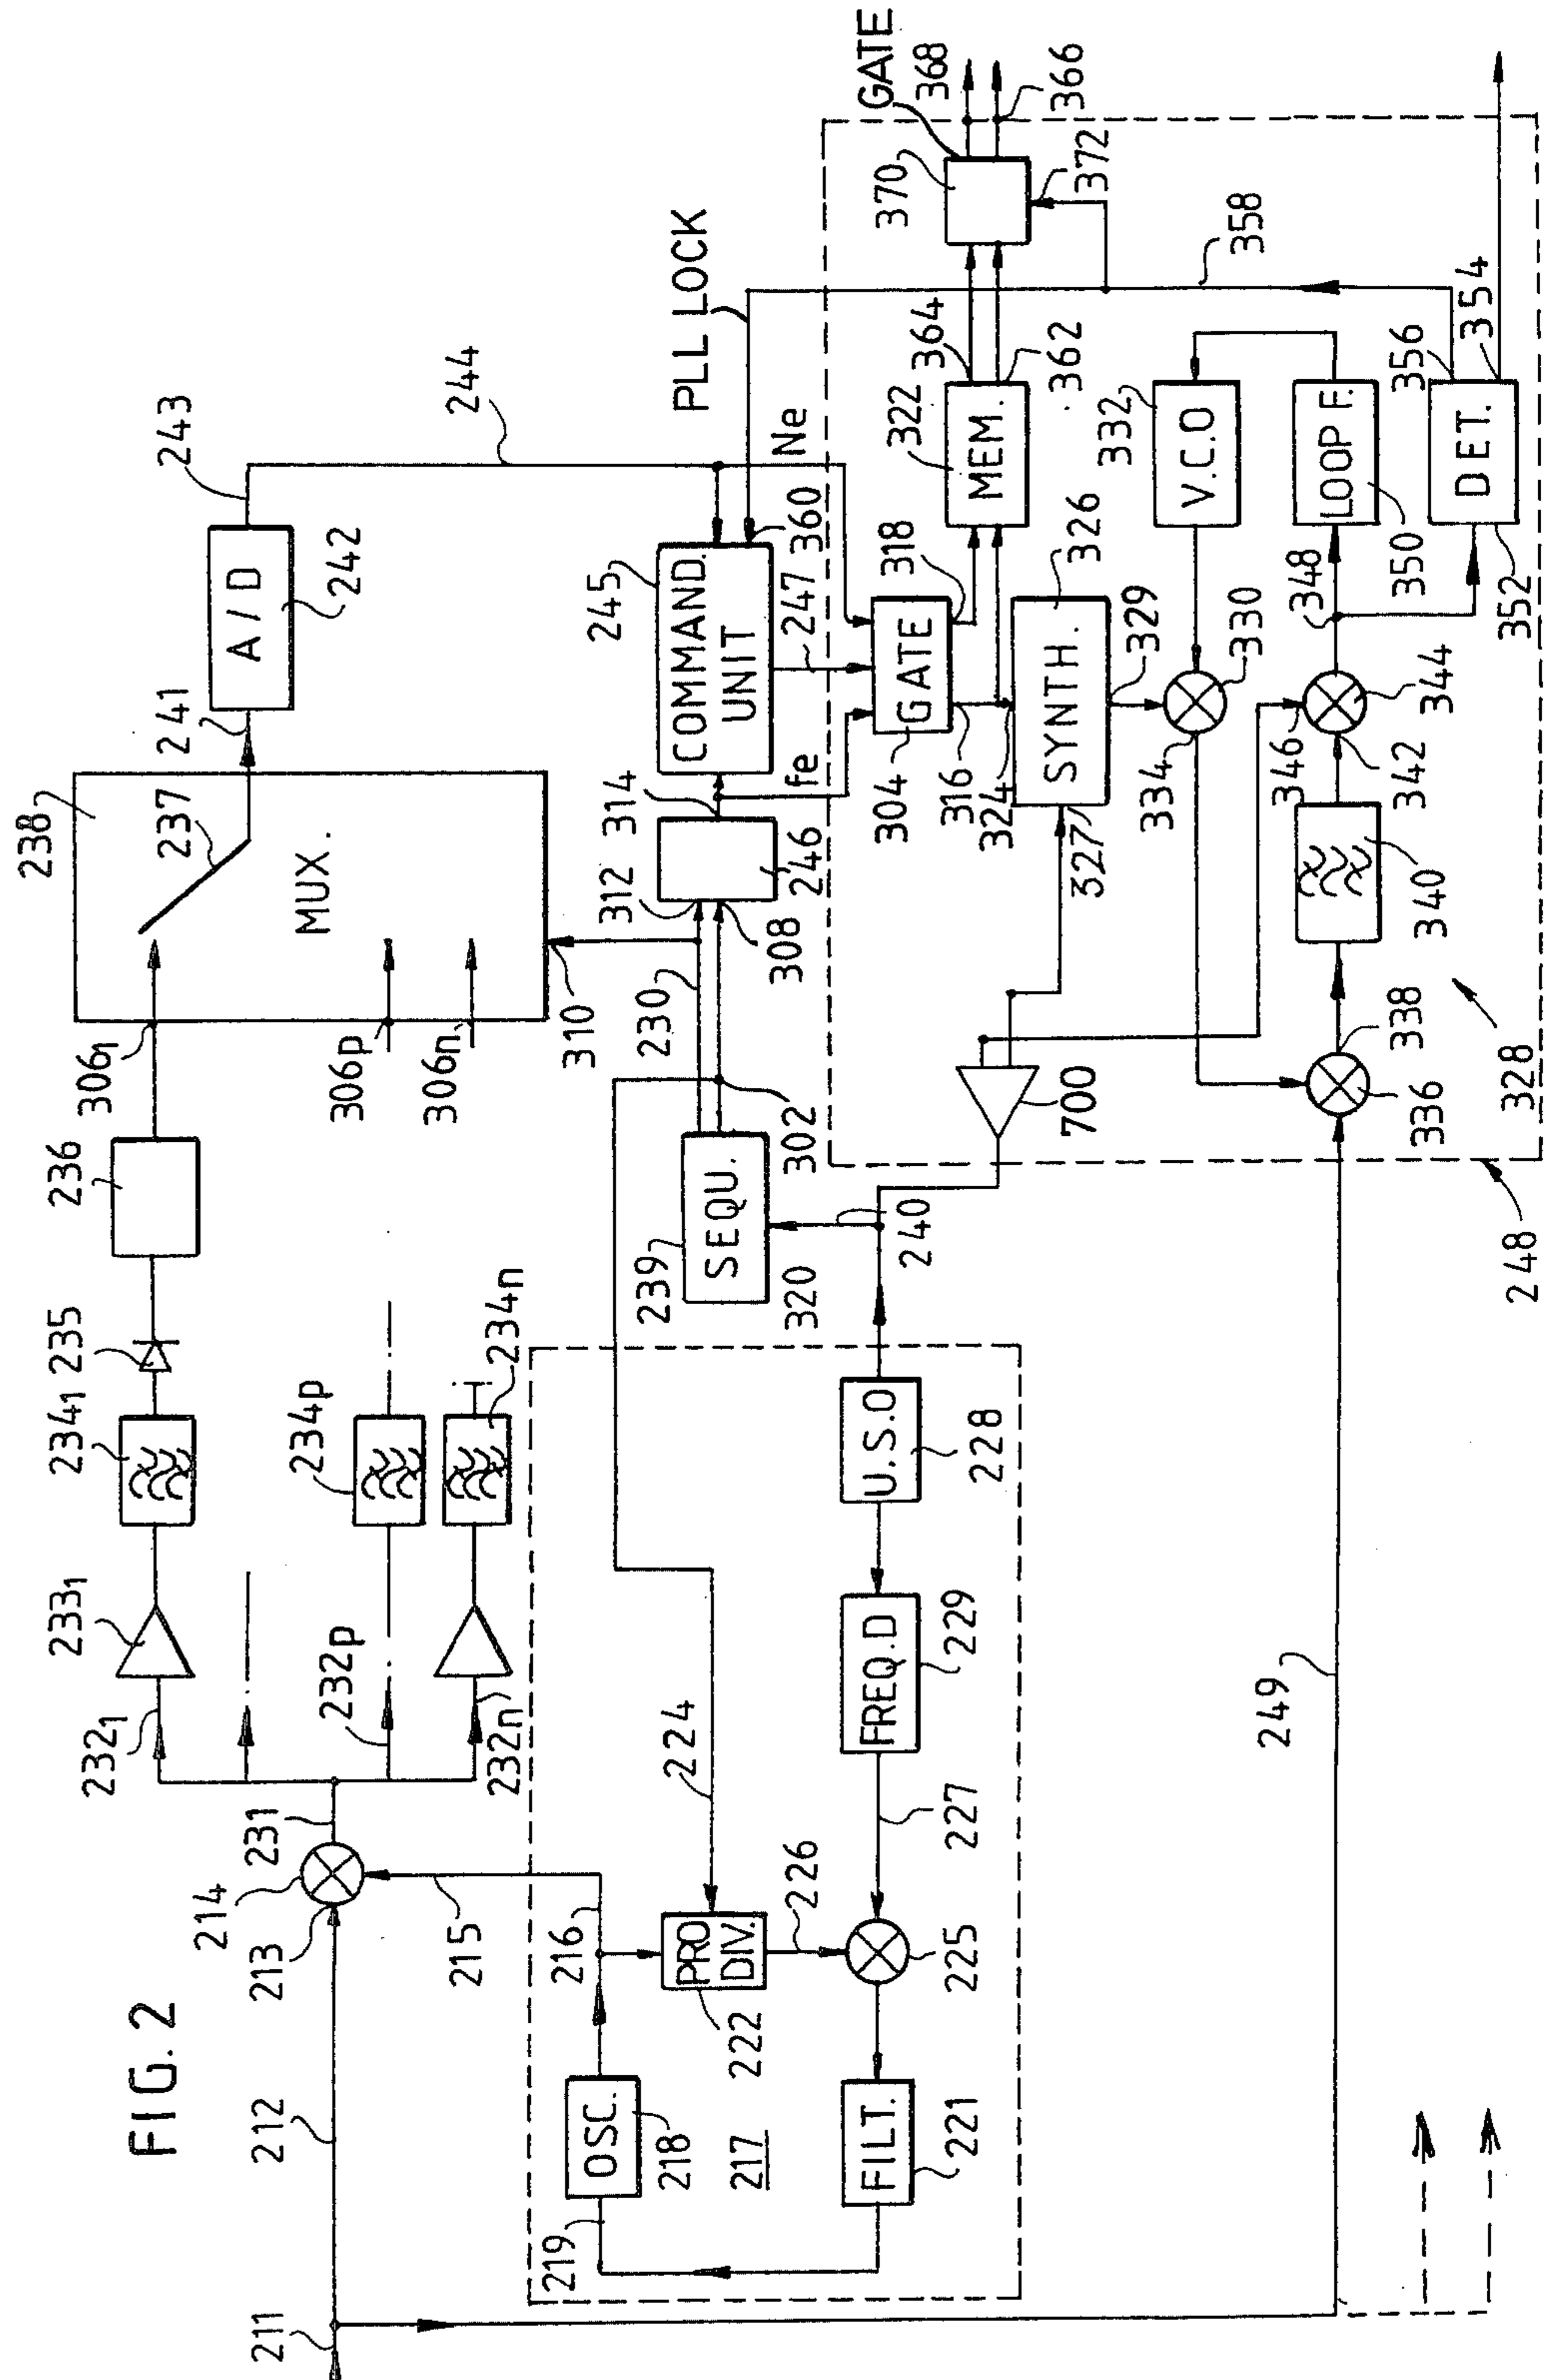 FIG. 2
211
212
213
214
215
216
217
218
OSC.
219
FILT.
221
PRO
DIV.
222
224
225
226
227
FREQ.D
229
U.S.O
228
231
232₁
232p
232n
233₁
234₁
234p
234n
235
236
306₁
306p
306n
238
237
MUX.
310
241
A/D
242
243
244
239
SEQU.
320
240
302
230
308
312
246
314
fe
245
COMMAND.
UNIT
247
360
Ne
PLL LOCK
304
GATE
316
318
322
MEM.
364
362
370
GATE
368
366
372
324
SYNTH.
326
327
329
330
332
V.C.O
334
336
338
340
342
344
346
348
LOOP F.
350
DET.
352
356
354
358
700
328
248
249